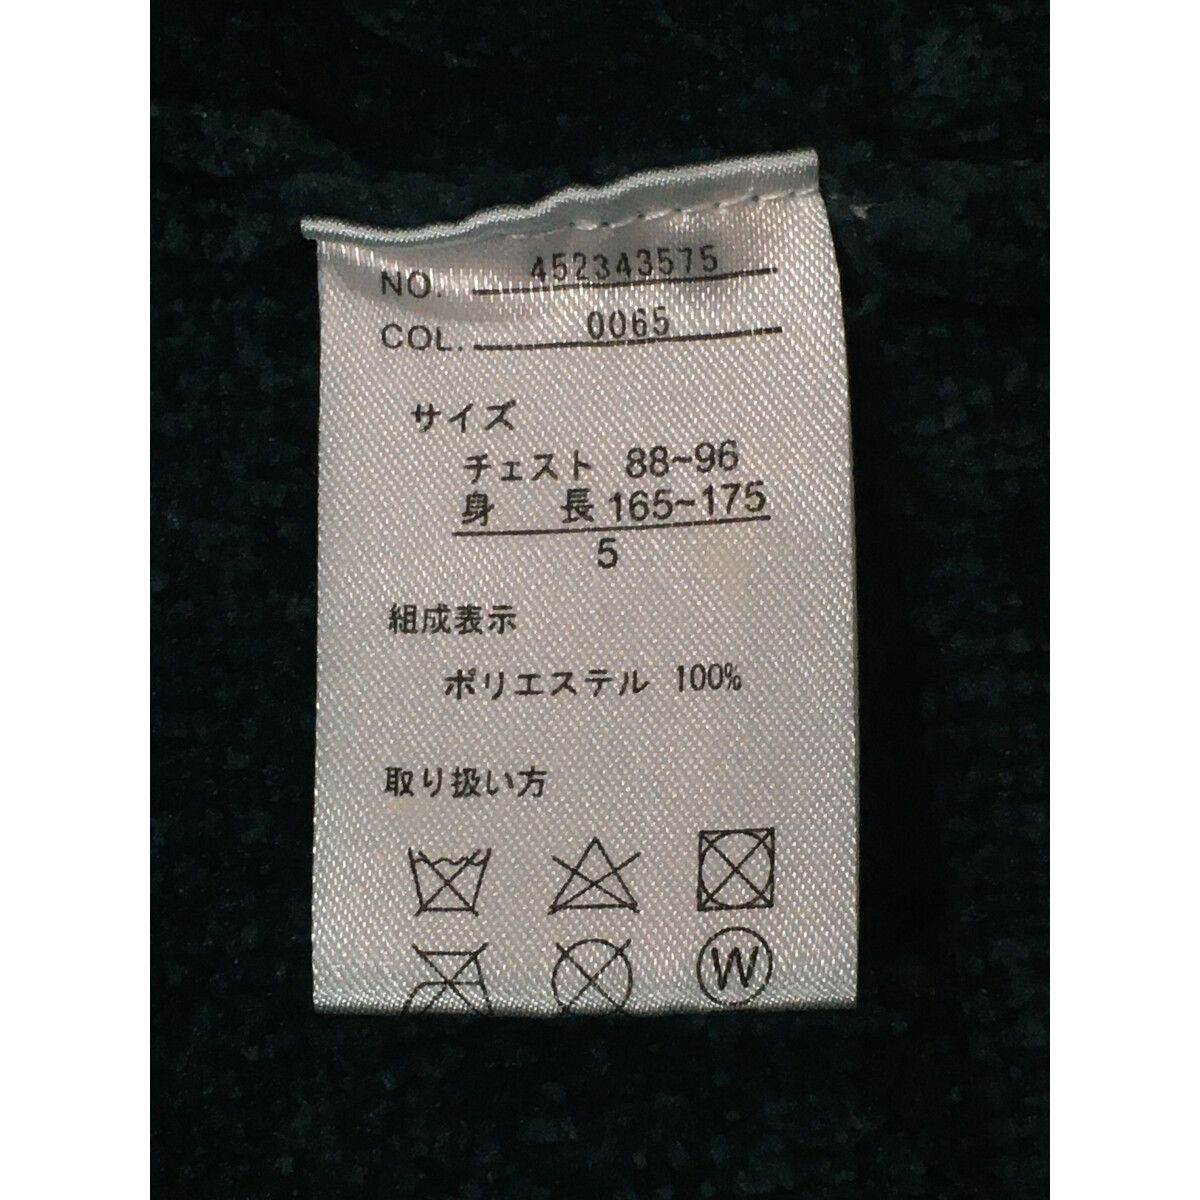 NO. 452343575
COL. 0065
サイズ
チェスト 88~96
身 長 165~175
5
組成表示
ポリエステル 100%
取り扱い方
W